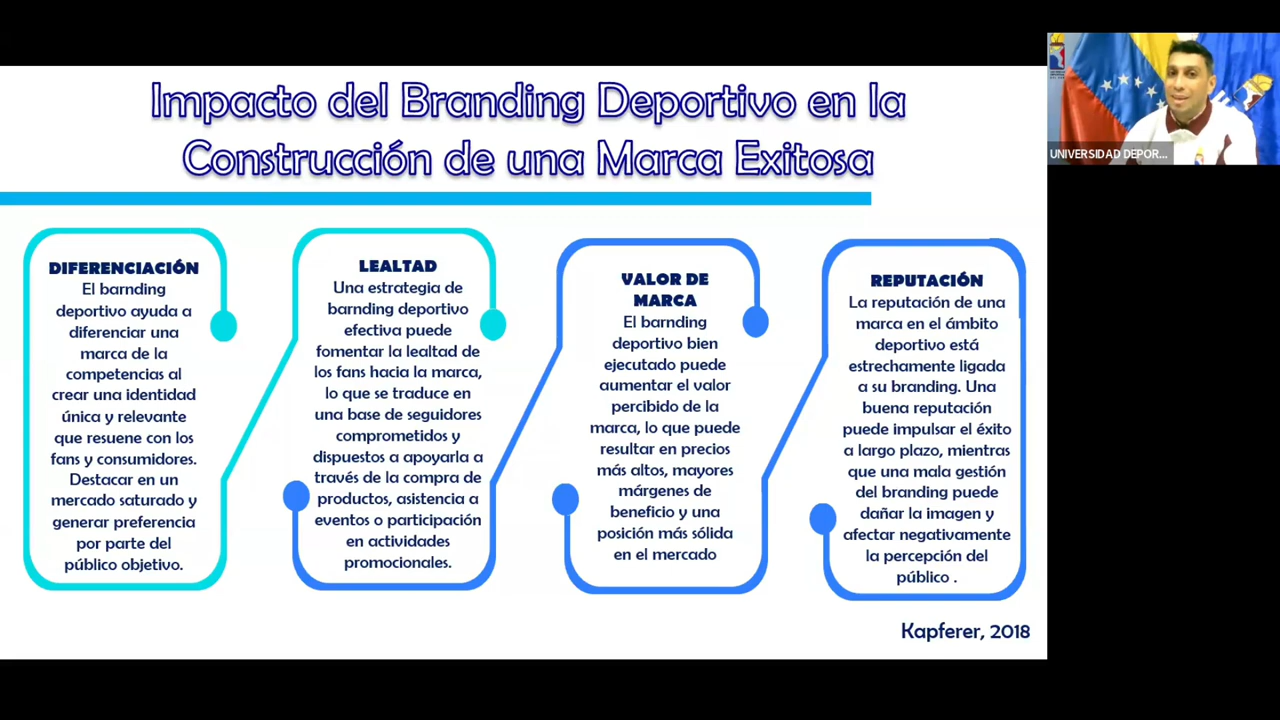 Impacto del Branding Deportivo en la
Construcción de una Marca Exitosa
UNIVERSIDAD DEPOR...
DIFERENCIACIÓN
El barnding
deportivo ayuda a
diferenciar una
marca de la
competencias al
crear una identidad
única y relevante
que resuene con los
fans y consumidores.
Destacar en un
mercado saturado y
generar preferencia
por parte del
público objetivo.
LEALTAD
Una estrategia de
barnding deportivo
efectiva puede
fomentar la lealtad de
los fans hacia la marca,
lo que se traduce en
una base de seguidores
comprometidos y
dispuestos a apoyarla a
través de la compra de
productos, asistencia a
eventos o participación
en actividades
promocionales.
VALOR DE
MARCA
El barnding
deportivo bien
ejecutado puede
aumentar el valor
percibido de la
marca, lo que puede
resultar en precios
más altos, mayores
márgenes de
beneficio y una
posición más sólida
en el mercado
REPUTACIÓN
La reputación de una
marca en el ámbito
deportivo está
estrechamente ligada
a su branding. Una
buena reputación
puede impulsar el éxito
a largo plazo, mientras
que una mala gestión
del branding puede
dañar la imagen y
afectar negativamente
la percepción del
público .
Kapferer, 2018